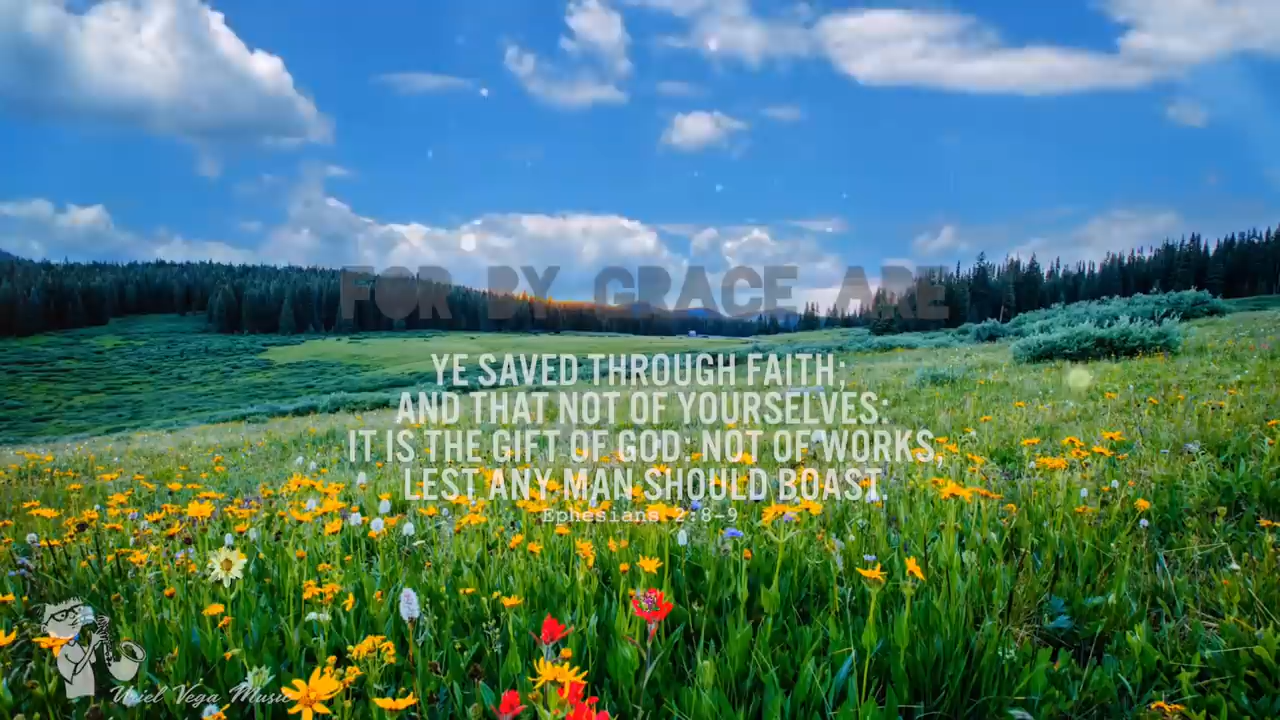 FOR BY GRACE ARE
YE SAVED THROUGH FAITH;
AND THAT NOT OF YOURSELVES:
IT IS THE GIFT OF GOD: NOT OF WORKS,
LEST ANY MAN SHOULD BOAST.
Ephesians 2:8-9
Uriel Vega Music